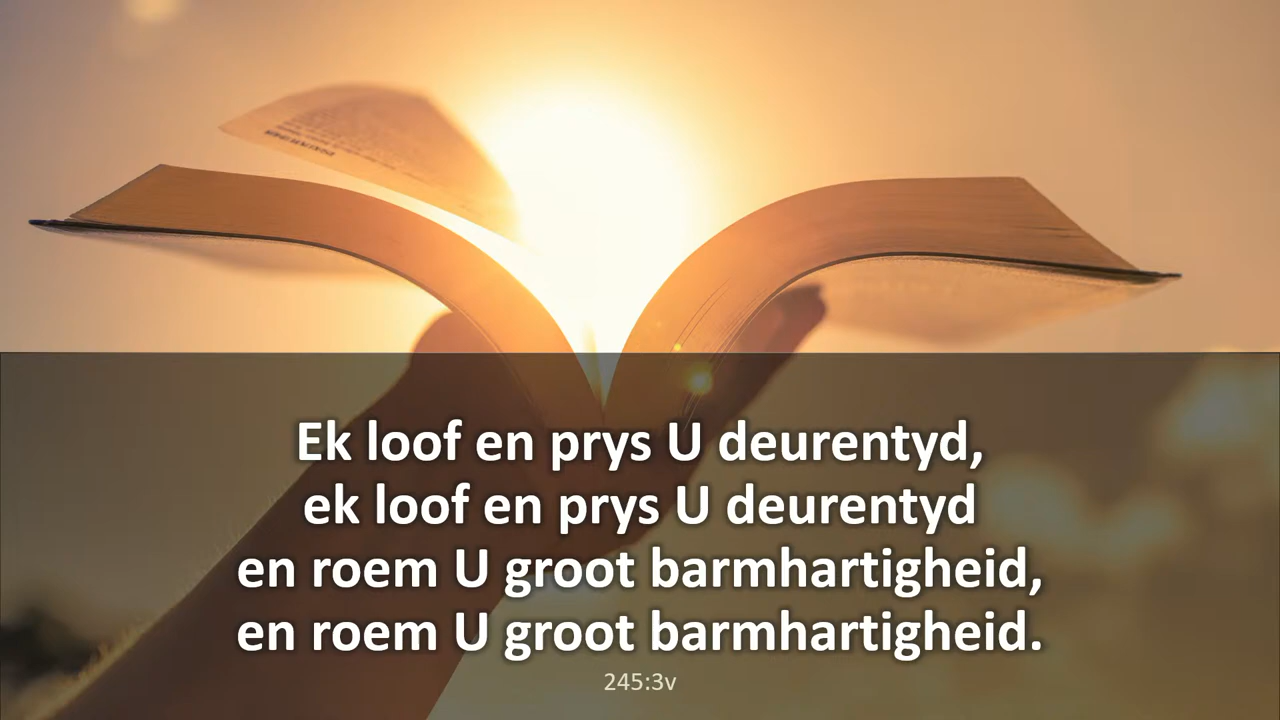 Ek loof en prys U deurentyd,
ek loof en prys U deurentyd
en roem U groot barmhartigheid,
en roem U groot barmhartigheid.
245:3v